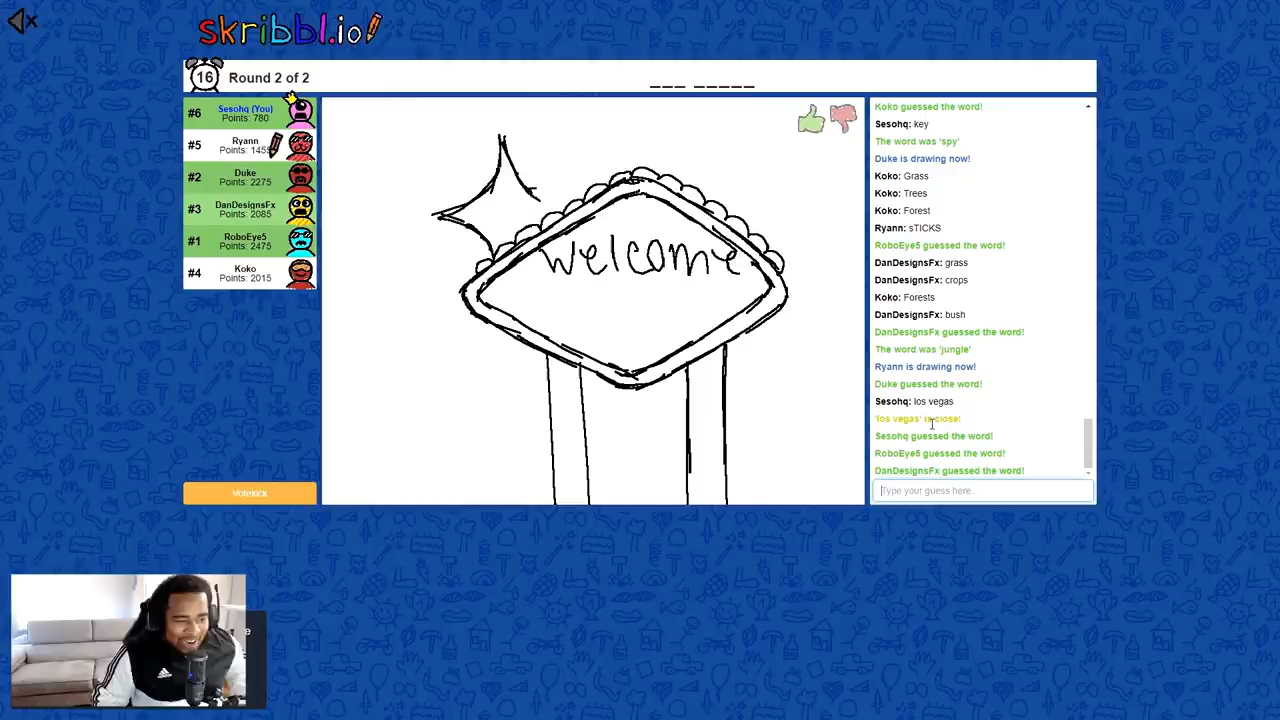 skribbl.io
16
Round 2 of 2
___ _____
#6
Sesohq (You)
Points: 780
#5
Ryann
Points: 1455
#2
Duke
Points: 2275
#3
DanDesignsFx
Points: 2085
#1
RoboEye5
Points: 2475
#4
Koko
Points: 2015
Votekick
welcome
Koko guessed the word!
Sesohq: key
The word was 'spy'
Duke is drawing now!
Koko: Grass
Koko: Trees
Koko: Forest
Ryann: sTICKS
RoboEye5 guessed the word!
DanDesignsFx: grass
DanDesignsFx: crops
Koko: Forests
DanDesignsFx: bush
DanDesignsFx guessed the word!
The word was 'jungle'
Ryann is drawing now!
Duke guessed the word!
Sesohq: los vegas
'los vegas' is close!
Sesohq guessed the word!
RoboEye5 guessed the word!
DanDesignsFx guessed the word!
Type your guess here...
adidas